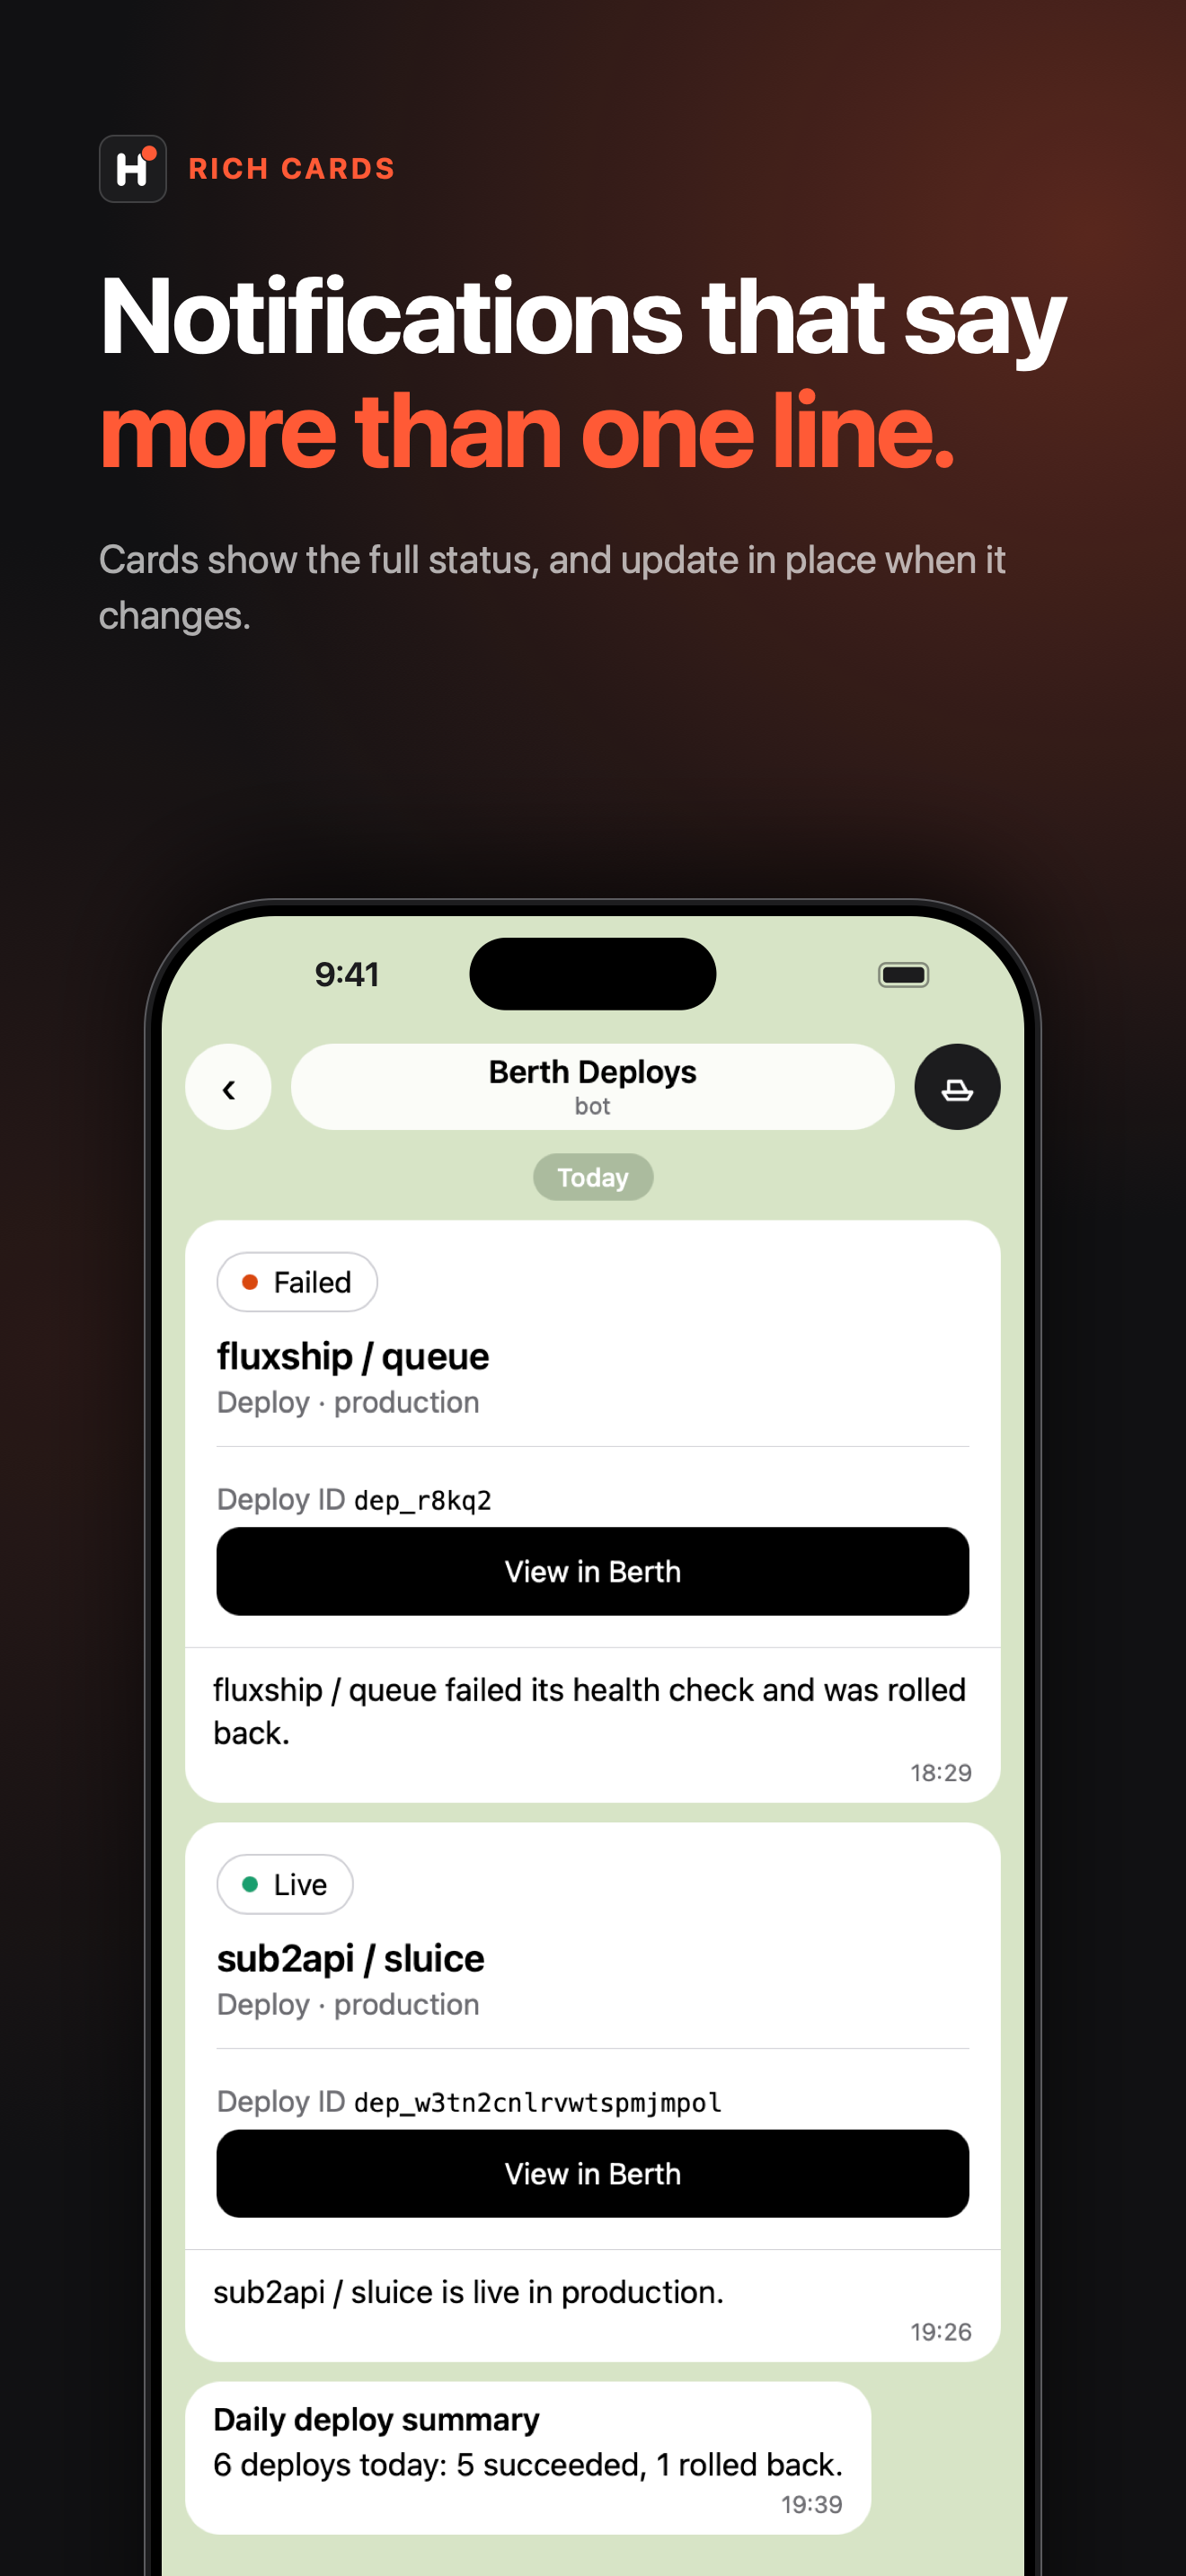 H
RICH CARDS
Notifications that say
more than one line.
Cards show the full status, and update in place when it
changes.
9:41
Berth Deploys
bot
Today
Failed
fluxship / queue
Deploy · production
Deploy ID dep_r8kq2
View in Berth
fluxship / queue failed its health check and was rolled
back.
18:29
Live
sub2api / sluice
Deploy · production
Deploy ID dep_w3tn2cnlrvwtspmjmpol
View in Berth
sub2api / sluice is live in production.
19:26
Daily deploy summary
6 deploys today: 5 succeeded, 1 rolled back.
19:39